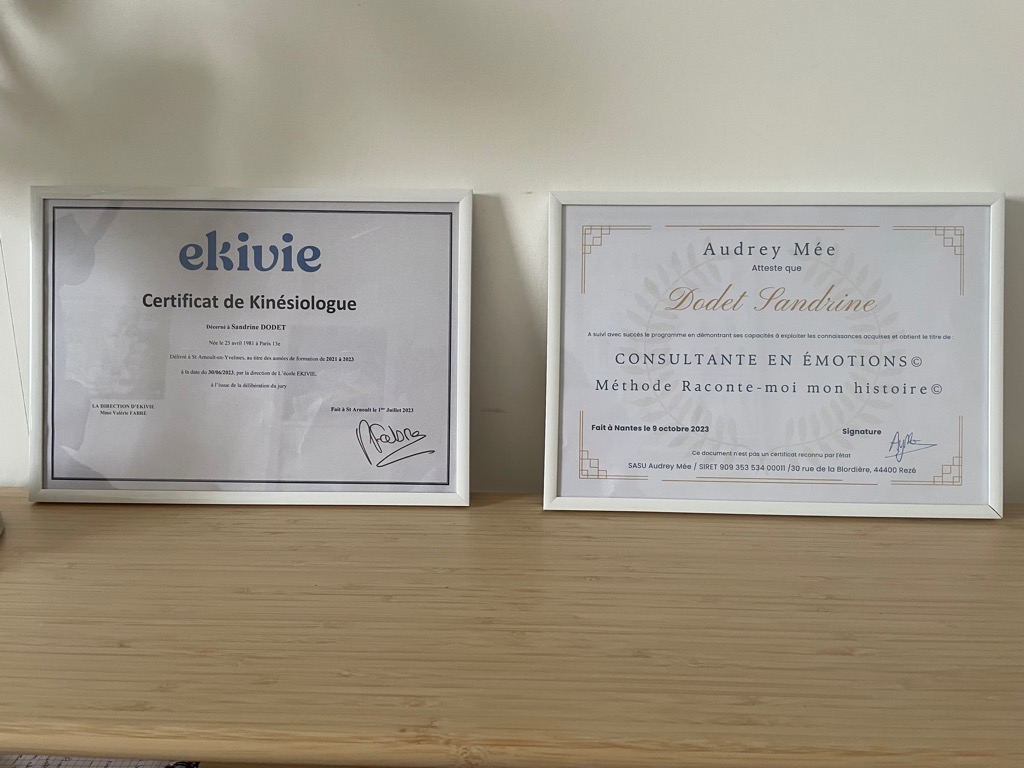 ekivie
Certificat de Kinésiologue
Décerné à Sandrine DODET
Née le 25 avril 1981 à Paris 13e
Délivré à St Arnoult-en-Yvelines, au titre des années de formation de 2021 à 2023
à la date du 30/06/2023, par la direction de L'école EKIVIE,
à l'issue de la délibération du jury
LA DIRECTION D'EKIVIE
Mme Valérie FABRE
Fait à St Arnoult le 1er Juillet 2023
Fabre
Audrey Mée
Atteste que
Dodet Sandrine
A suivi avec succès le programme en démontrant ses capacités à exploiter les connaissances acquises et obtient le titre de :
CONSULTANTE EN ÉMOTIONS©
Méthode Raconte-moi mon histoire©
Fait à Nantes le 9 octobre 2023
Signature
Ce document n'est pas un certificat reconnu par l'état
SASU Audrey Mée / SIRET 909 353 534 00011 /30 rue de la Blordière, 44400 Rezé